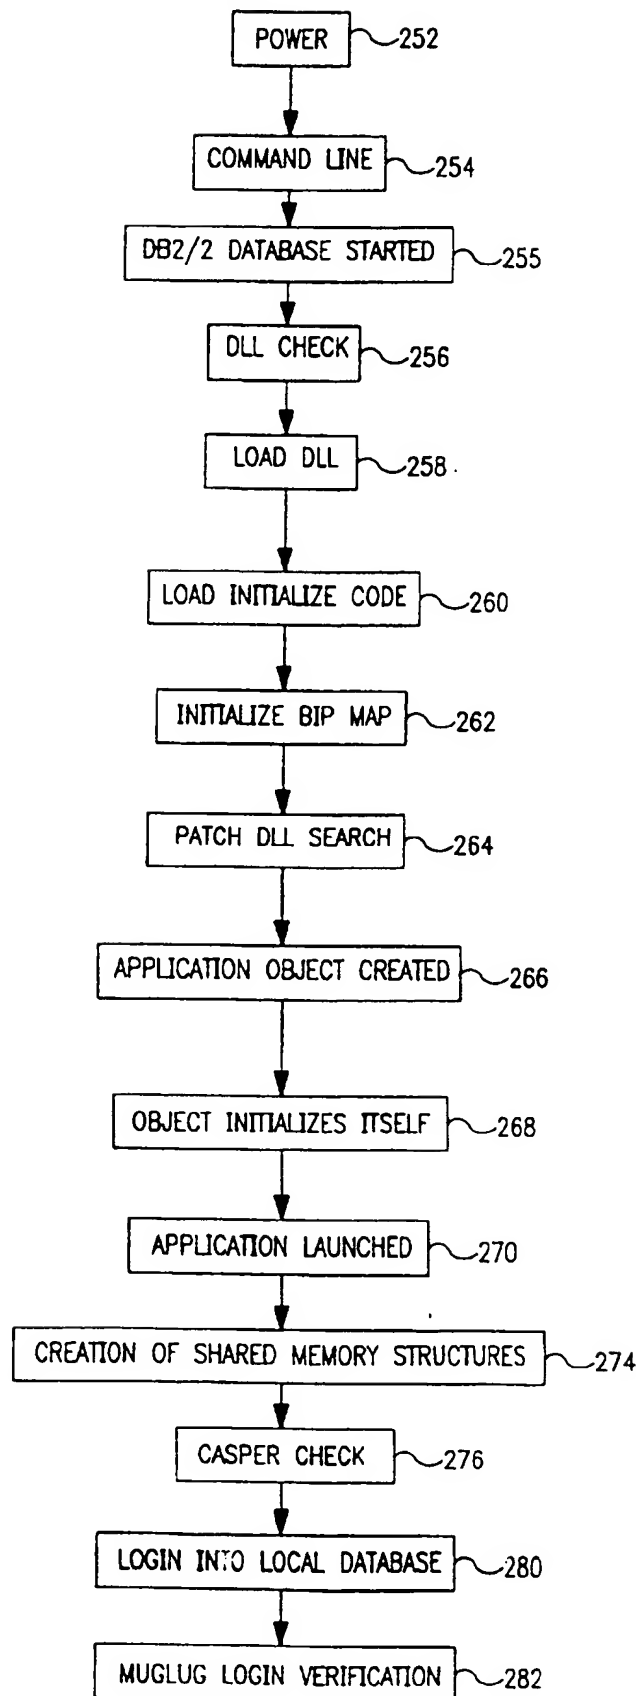 POWER 252
COMMAND LINE 254
DB2/2 DATABASE STARTED 255
DLL CHECK 256
LOAD DLL 258
LOAD INITIALIZE CODE 260
INITIALIZE BIP MAP 262
PATCH DLL SEARCH 264
APPLICATION OBJECT CREATED 266
OBJECT INITIALIZES ITSELF 268
APPLICATION LAUNCHED 270
CREATION OF SHARED MEMORY STRUCTURES 274
CASPER CHECK 276
LOGIN INTO LOCAL DATABASE 280
MUGLUG LOGIN VERIFICATION 282